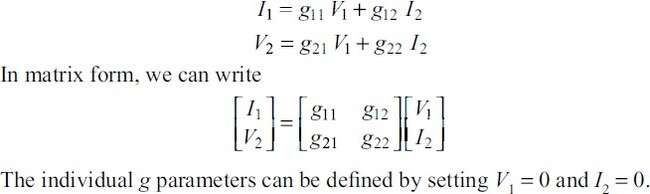 I₁ = g₁₁ V₁ + g₁₂ I₂
V₂ = g₂₁ V₁ + g₂₂ I₂
In matrix form, we can write
[I₁ V₂] = [g₁₁ g₁₂ g₂₁ g₂₂] [V₁ I₂]
The individual g parameters can be defined by setting V₁ = 0 and I₂ = 0.